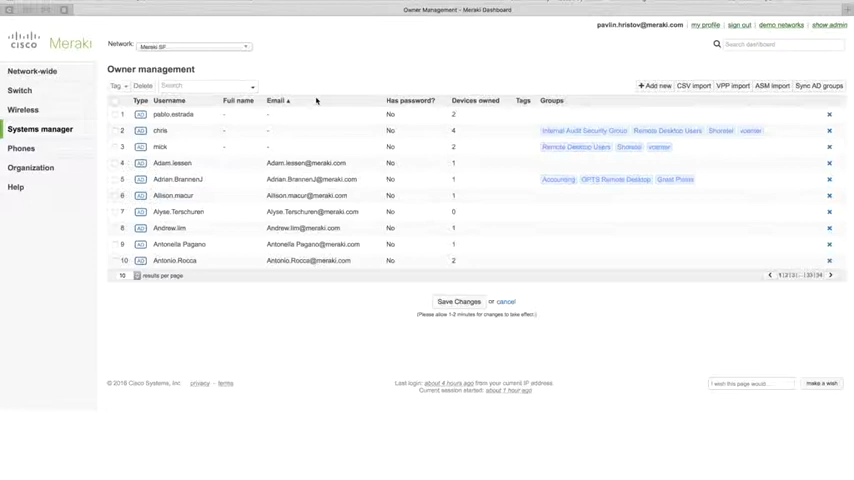 Owner Management - Meraki Dashboard
pavlin.hristov@meraki.com my profile sign out demo networks show admin
CISCO Meraki
Network: Meraki SF
Search dashboard
Network-wide
Switch
Wireless
Systems manager
Phones
Organization
Help
Owner management
Tag Delete Search + Add new CSV import VPP import ASM import Sync AD groups
Type Username Full name Email ▲ Has password? Devices owned Tags Groups
1 AD pablo.estrada - - No 2
2 AD chris - - No 4 Internal Audit Security Group Remote Desktop Users Shoretel vcenter
3 AD mick - - No 2 Remote Desktop Users Shoretel vcenter
4 AD Adam.lessen Adam.lessen@meraki.com No 1
5 AD Adrian.BrannenJ Adrian.BrannenJ@meraki.com No 1 Accounting GPTS Remote Desktop Great Plains
6 AD Allison.macur Allison.macur@meraki.com No 1
7 AD Alyse.Terschuren Alyse.Terschuren@meraki.com No 0
8 AD Andrew.lim Andrew.lim@meraki.com No 1
9 AD Antonella Pagano Antonella Pagano@meraki.com No 1
10 AD Antonio.Rocca Antonio.Rocca@meraki.com No 2
10 results per page
1|2|3|...|33|34
Save Changes or cancel
(Please allow 1-2 minutes for changes to take effect.)
© 2016 Cisco Systems, Inc. privacy - terms
Last login: about 4 hours ago from your current IP address
Current session started: about 1 hour ago
I wish this page would... make a wish